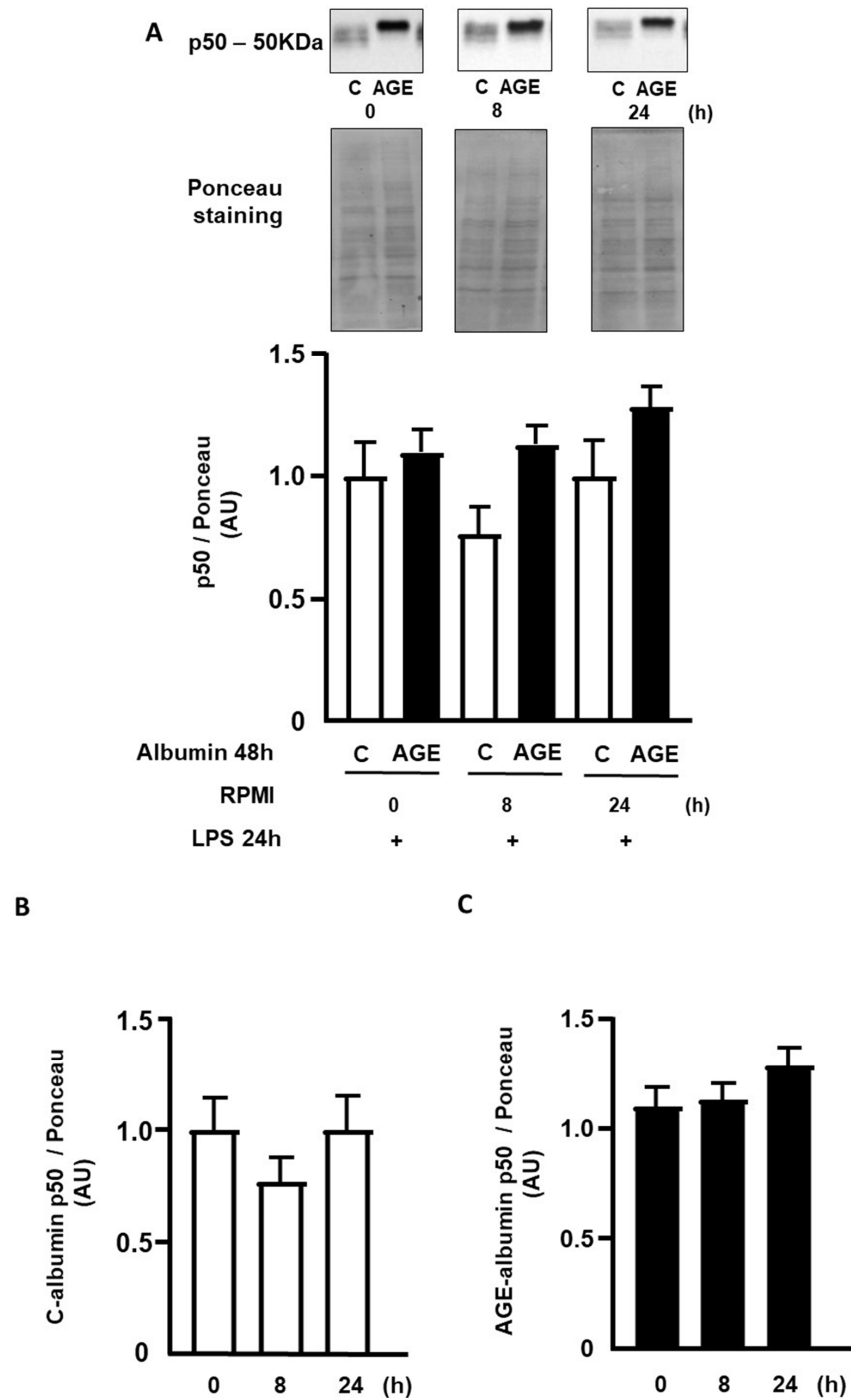 A
p50 – 50KDa
C AGE C AGE C AGE
0 8 24 (h)
Ponceau
staining
p50 / Ponceau
(AU)
1.5
1.0
0.5
0
Albumin 48h C AGE C AGE C AGE
RPMI 0 8 24 (h)
LPS 24h + + +
B
C-albumin p50 / Ponceau
(AU)
1.5
1.0
0.5
0
0 8 24 (h)
C
AGE-albumin p50 / Ponceau
(AU)
1.5
1.0
0.5
0
0 8 24 (h)